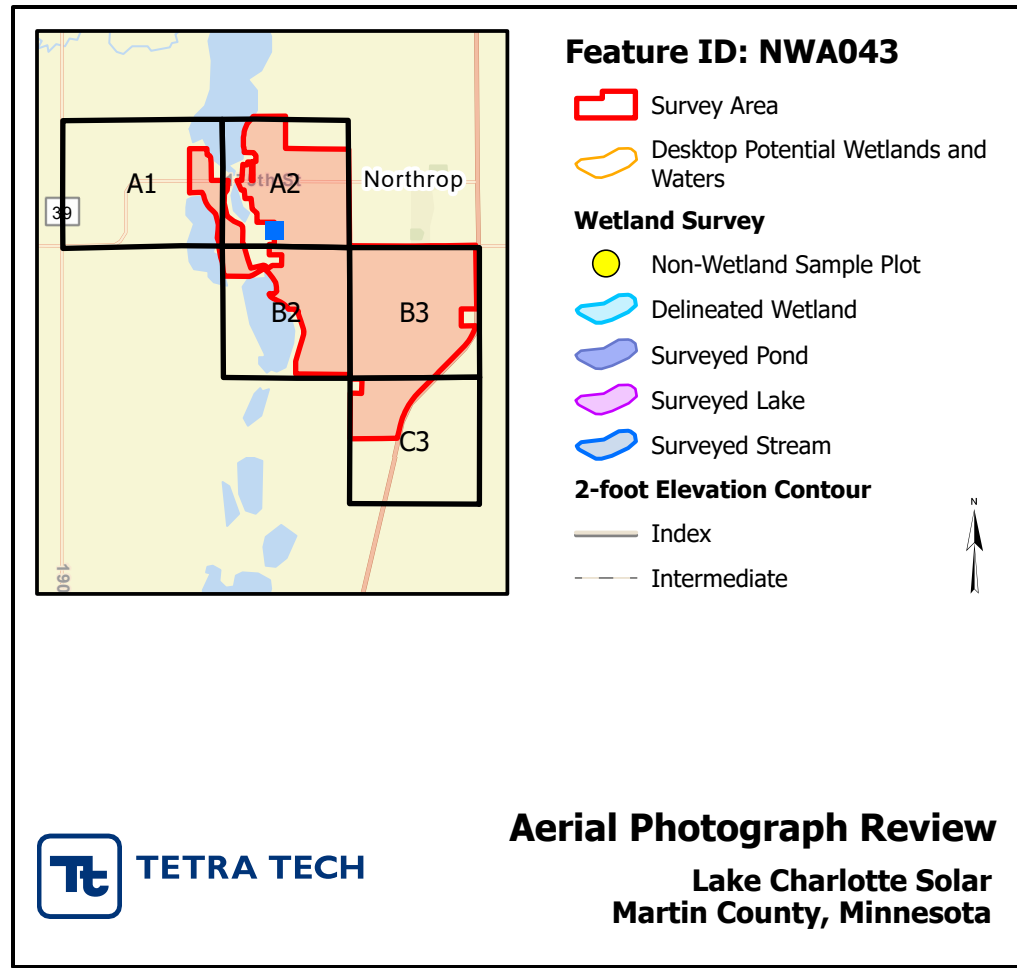 Feature ID: NWA043
Survey Area
Desktop Potential Wetlands and
Waters
Wetland Survey
Non-Wetland Sample Plot
Delineated Wetland
Surveyed Pond
Surveyed Lake
Surveyed Stream
2-foot Elevation Contour
Index
Intermediate
N
A1
A2
Northrop
39
B2
B3
C3
190
Tt
TETRA TECH
Aerial Photograph Review
Lake Charlotte Solar
Martin County, Minnesota